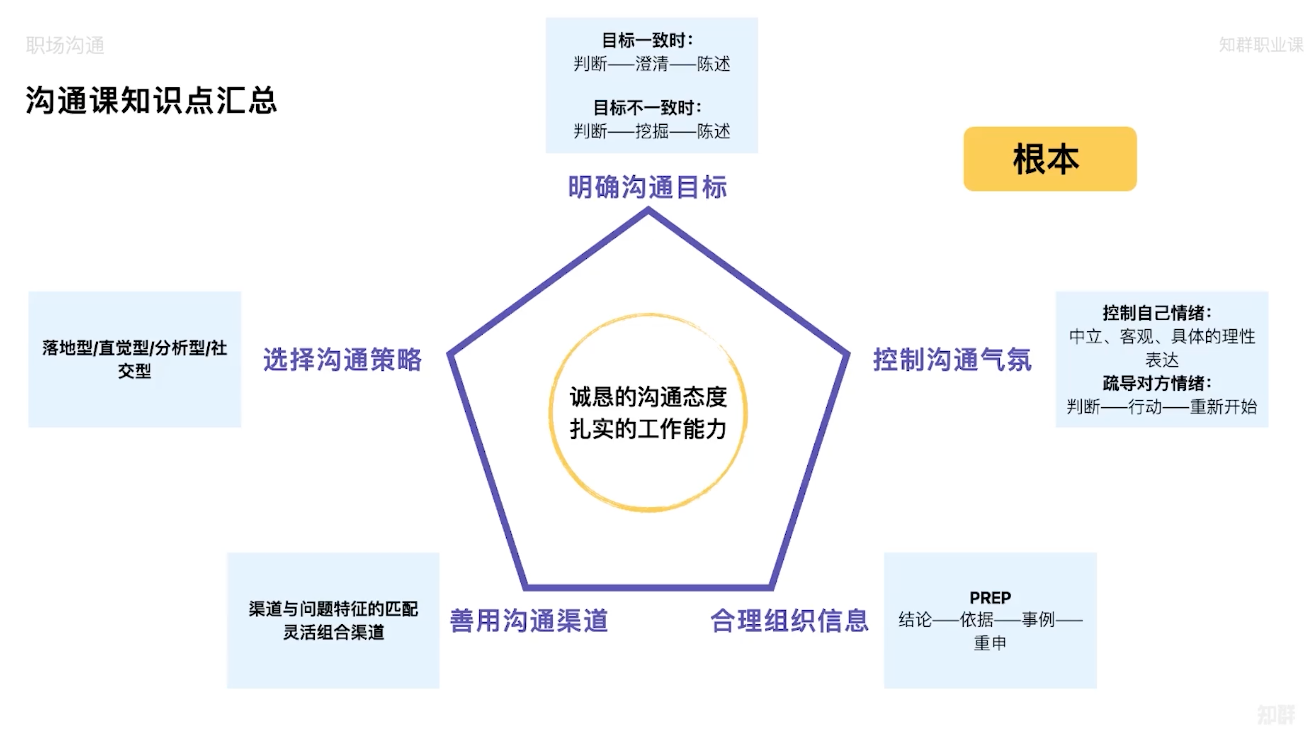 职场沟通
知群职业课
沟通课知识点汇总
目标一致时：
判断——澄清——陈述
目标不一致时：
判断——挖掘——陈述
根本
明确沟通目标
落地型/直觉型/分析型/社
交型
选择沟通策略
诚恳的沟通态度
扎实的工作能力
控制沟通气氛
控制自己情绪：
中立、客观、具体的理性
表达
疏导对方情绪：
判断——行动——重新开始
渠道与问题特征的匹配
灵活组合渠道
善用沟通渠道
合理组织信息
PREP
结论——依据——事例——
重申
知群